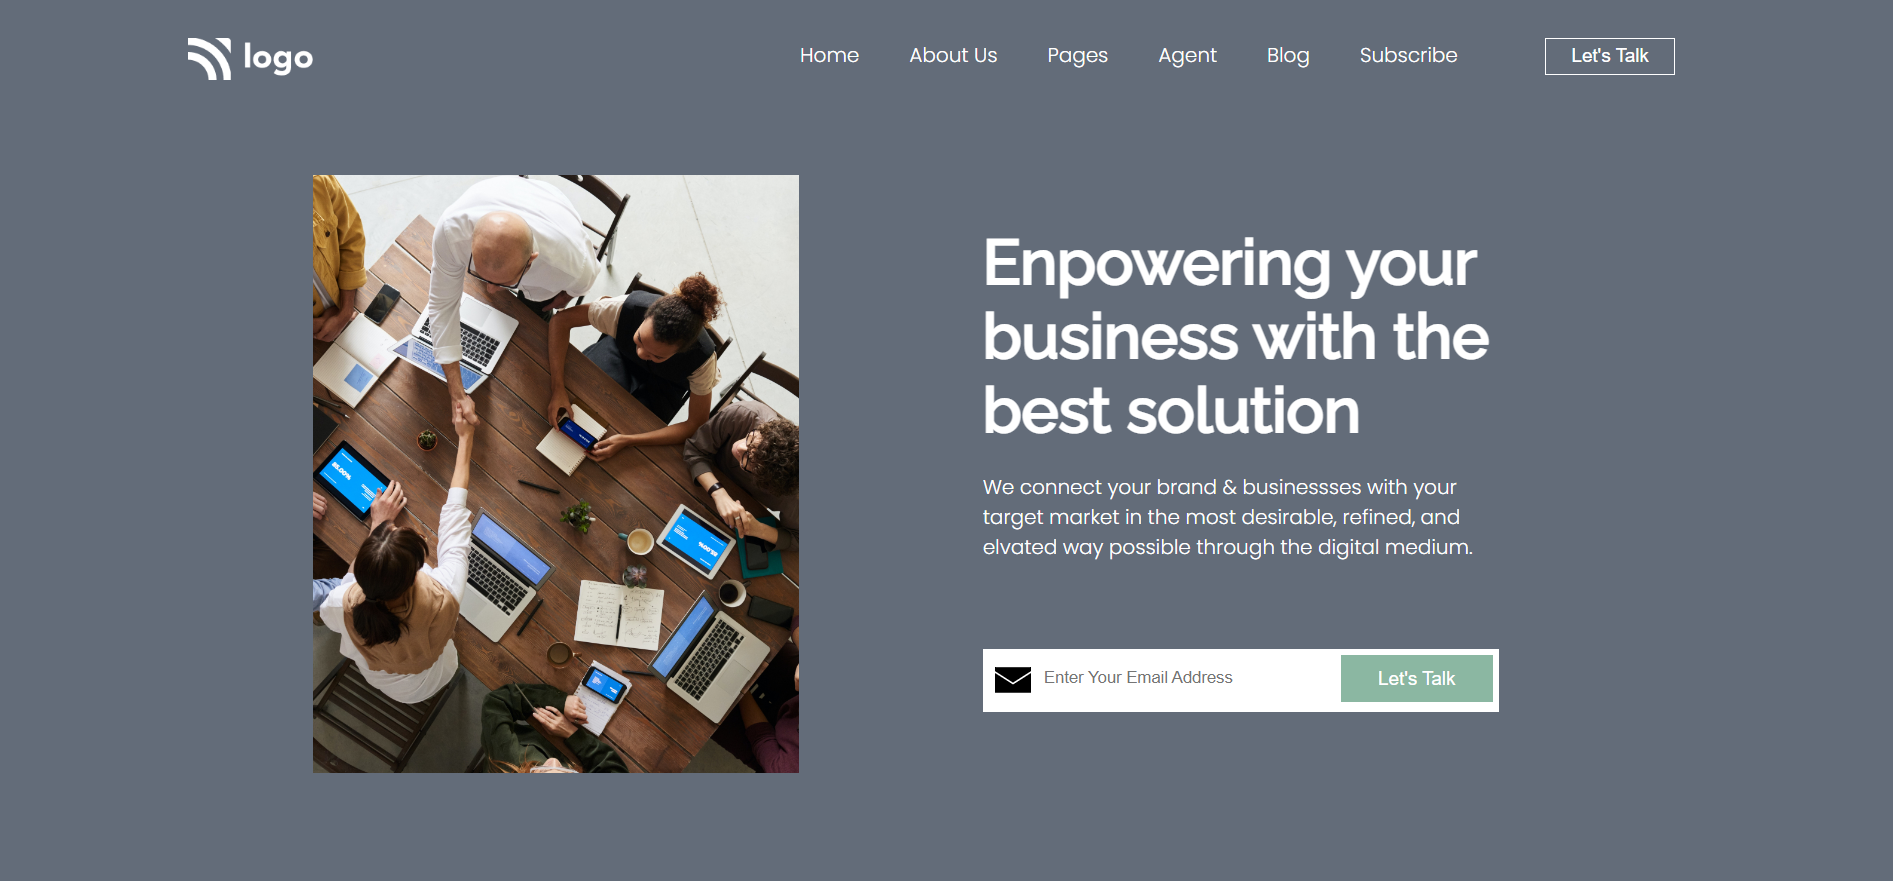 logo
Home About Us Pages Agent Blog Subscribe Let's Talk
Enpowering your
business with the
best solution
We connect your brand & businessses with your
target market in the most desirable, refined, and
elvated way possible through the digital medium.
Enter Your Email Address Let's Talk